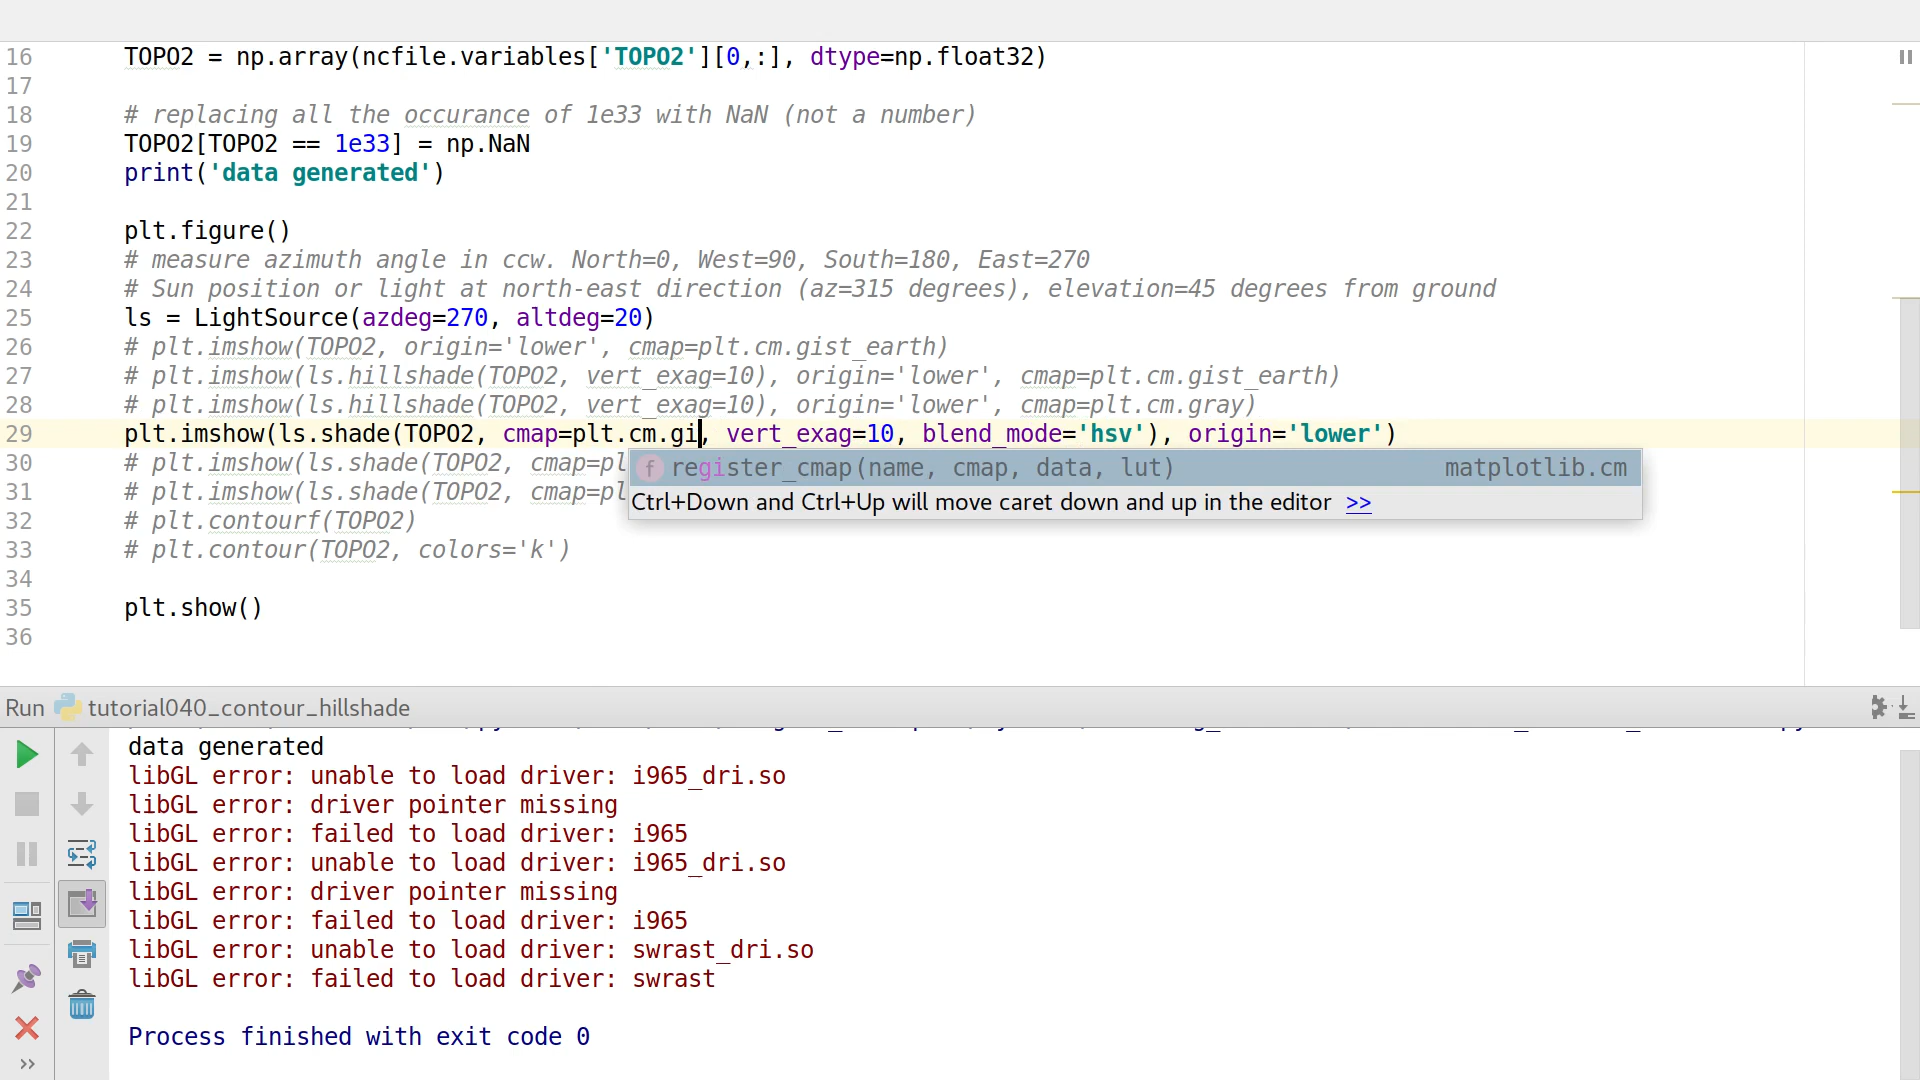 16 TOPO2 = np.array(ncfile.variables['TOPO2'][0,:], dtype=np.float32)
17
18 # replacing all the occurance of 1e33 with NaN (not a number)
19 TOPO2[TOPO2 == 1e33] = np.NaN
20 print('data generated')
21
22 plt.figure()
23 # measure azimuth angle in ccw. North=0, West=90, South=180, East=270
24 # Sun position or light at north-east direction (az=315 degrees), elevation=45 degrees from ground
25 ls = LightSource(azdeg=270, altdeg=20)
26 # plt.imshow(TOPO2, origin='lower', cmap=plt.cm.gist_earth)
27 # plt.imshow(ls.hillshade(TOPO2, vert_exag=10), origin='lower', cmap=plt.cm.gist_earth)
28 # plt.imshow(ls.hillshade(TOPO2, vert_exag=10), origin='lower', cmap=plt.cm.gray)
29 plt.imshow(ls.shade(TOPO2, cmap=plt.cm.gi, vert_exag=10, blend_mode='hsv'), origin='lower')
30 # plt.imshow(ls.shade(TOPO2, cmap=pl
register_cmap(name, cmap, data, lut) matplotlib.cm
31 # plt.imshow(ls.shade(TOPO2, cmap=pl
Ctrl+Down and Ctrl+Up will move caret down and up in the editor >>
32 # plt.contourf(TOPO2)
33 # plt.contour(TOPO2, colors='k')
34
35 plt.show()
36
Run tutorial040_contour_hillshade
data generated
libGL error: unable to load driver: i965_dri.so
libGL error: driver pointer missing
libGL error: failed to load driver: i965
libGL error: unable to load driver: i965_dri.so
libGL error: driver pointer missing
libGL error: failed to load driver: i965
libGL error: unable to load driver: swrast_dri.so
libGL error: failed to load driver: swrast
Process finished with exit code 0